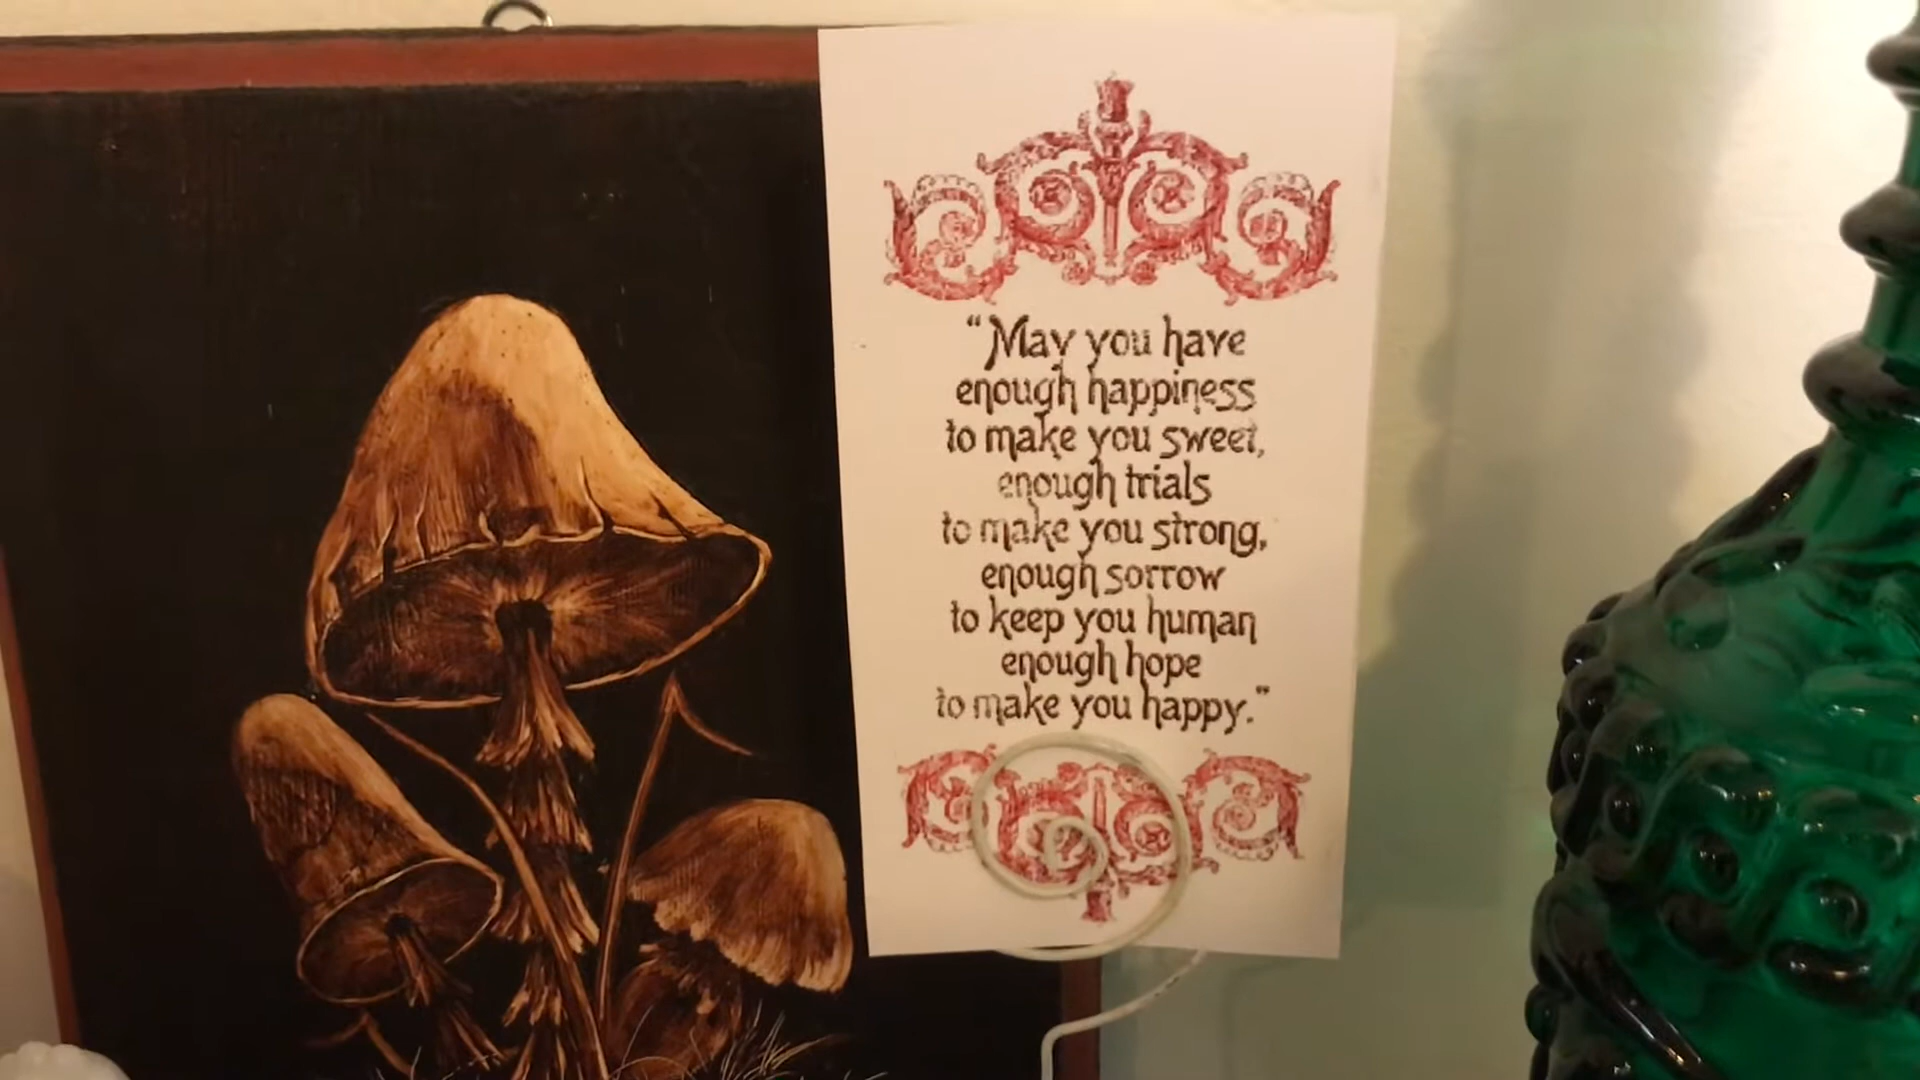 “May you have
enough happiness
to make you sweet,
enough trials
to make you strong,
enough sorrow
to keep you human
enough hope
to make you happy.”